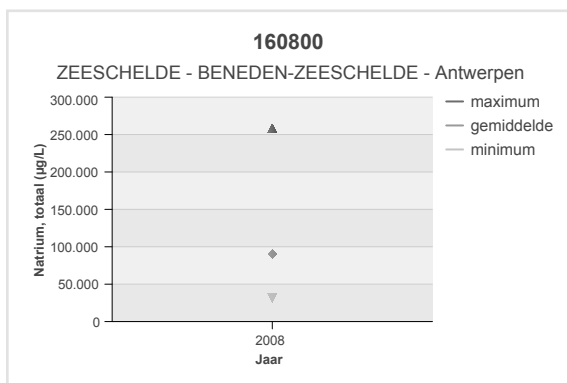 160800
ZEESCHELDE - BENEDEN-ZEESCHELDE - Antwerpen
Natrium, totaal (µg/L)
300.000
250.000
200.000
150.000
100.000
50.000
0
2008
Jaar
maximum
gemiddelde
minimum